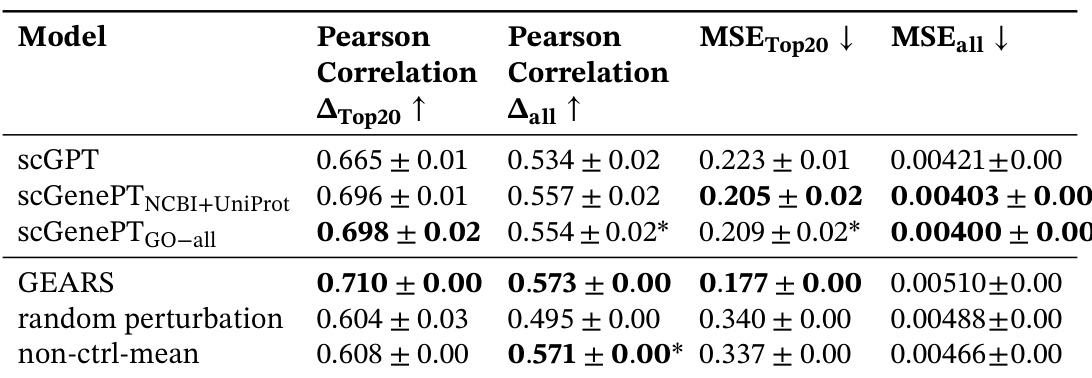 Model Pearson Pearson MSE_Top20 ↓ MSE_all ↓
Correlation Correlation
Δ_Top20 ↑ Δ_all ↑
scGPT 0.665 ± 0.01 0.534 ± 0.02 0.223 ± 0.01 0.00421±0.00
scGenePT_NCBI+UniProt 0.696 ± 0.01 0.557 ± 0.02 0.205 ± 0.02 0.00403 ± 0.00
scGenePT_GO−all 0.698 ± 0.02 0.554 ± 0.02* 0.209 ± 0.02* 0.00400 ± 0.00
GEARS 0.710 ± 0.00 0.573 ± 0.00 0.177 ± 0.00 0.00510±0.00
random perturbation 0.604 ± 0.03 0.495 ± 0.00 0.340 ± 0.00 0.00488±0.00
non-ctrl-mean 0.608 ± 0.00 0.571 ± 0.00* 0.337 ± 0.00 0.00466±0.00